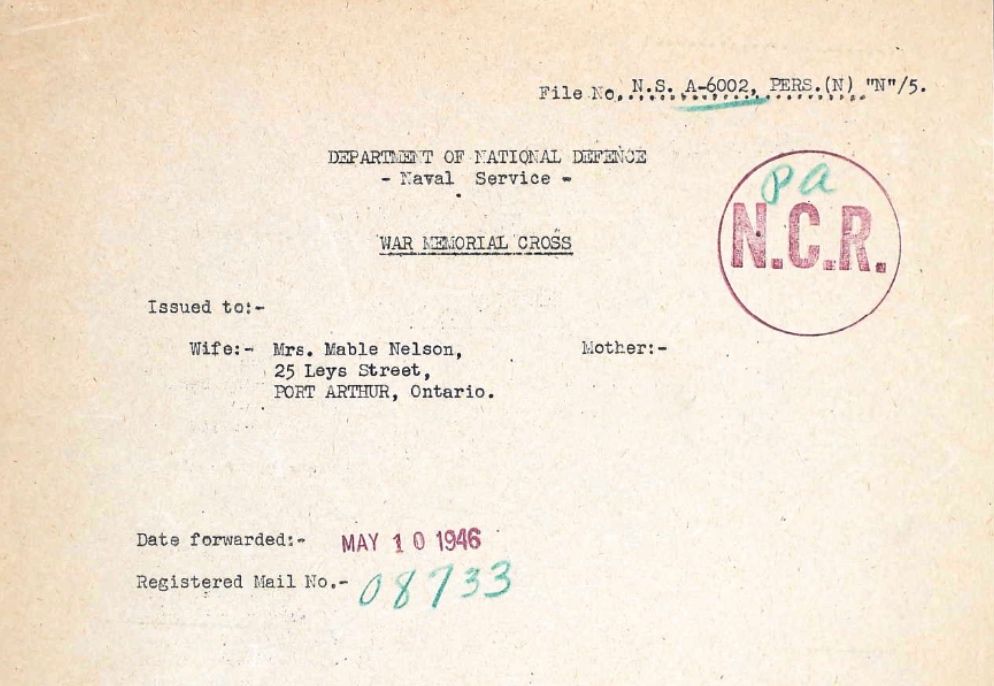 File No. N.S. A-6002, PERS.(N) "N"/5.
DEPARTMENT OF NATIONAL DEFENCE
- Naval Service -
pa
N.C.R.
WAR MEMORIAL CROSS
Issued to:-
Wife:- Mrs. Mable Nelson, Mother:-
25 Leys Street,
PORT ARTHUR, Ontario.
Date forwarded:- MAY 10 1946
Registered Mail No.- 08733